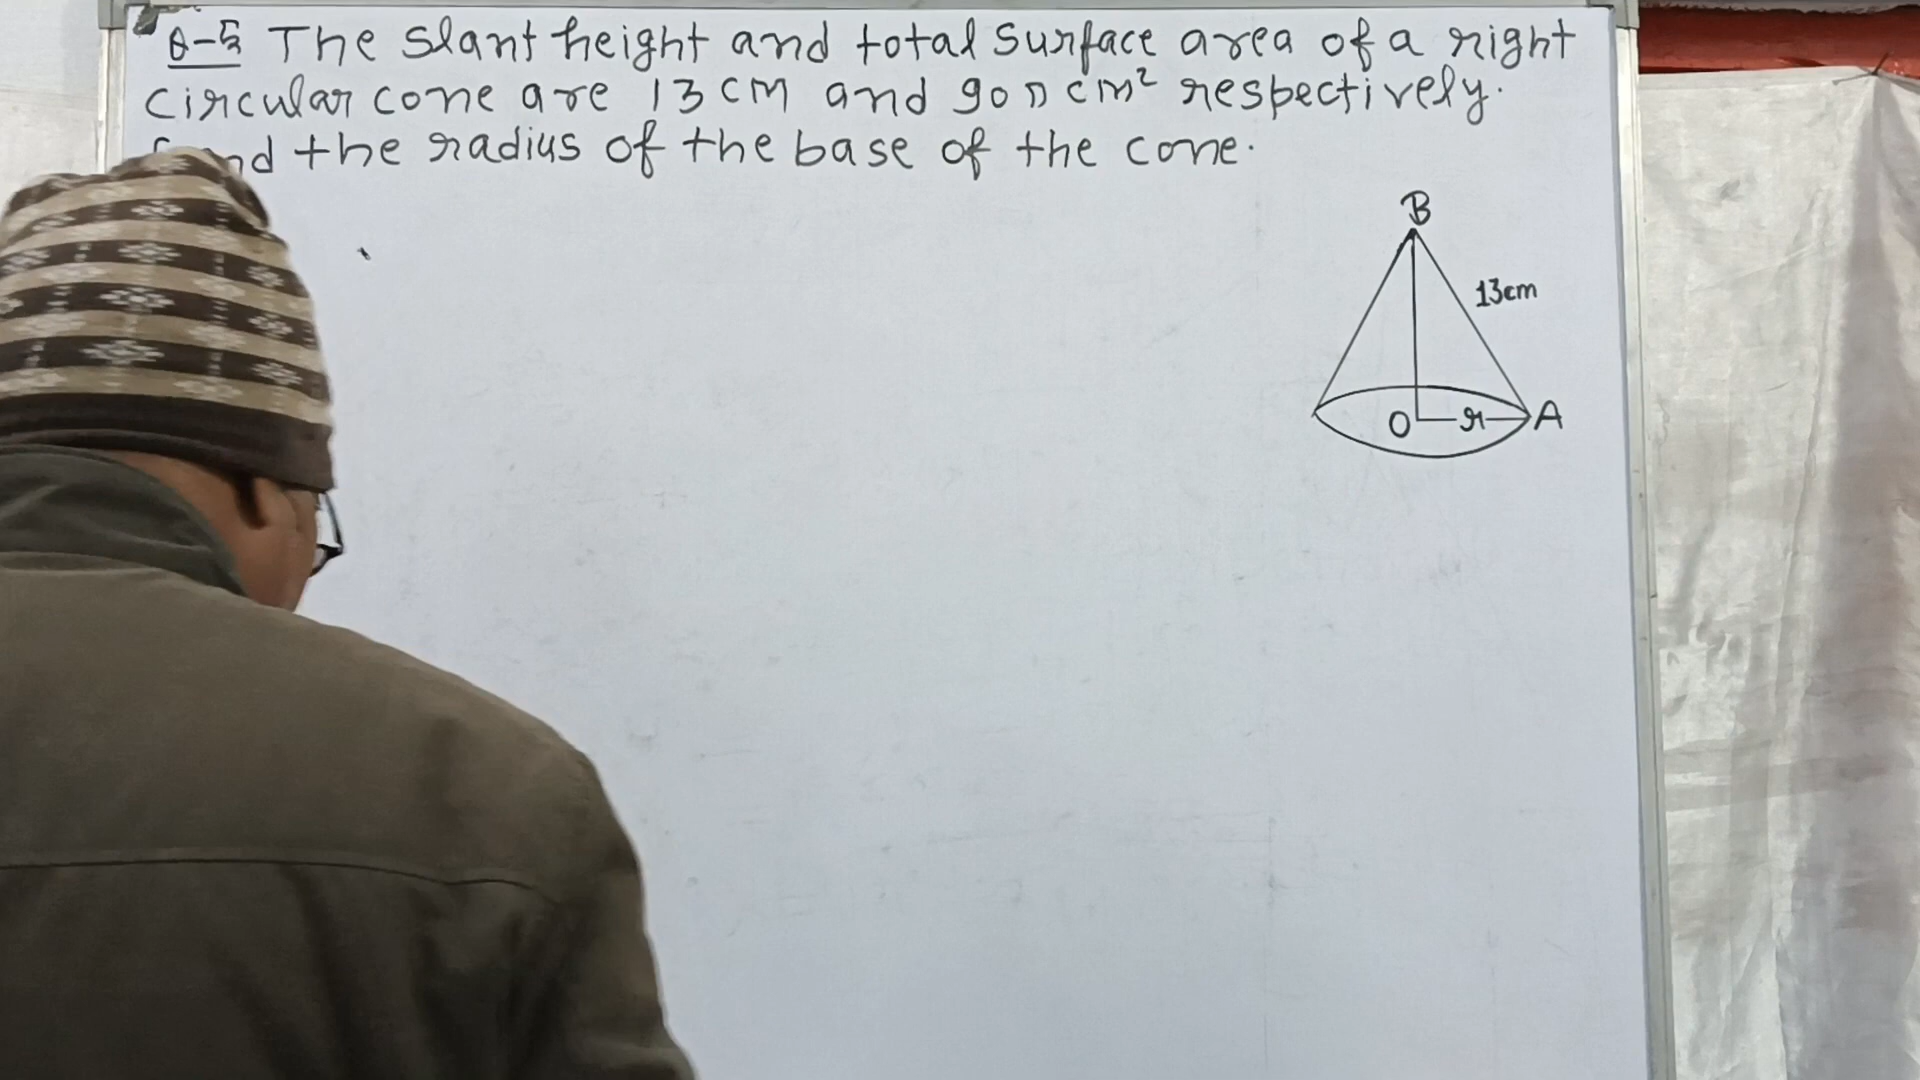 Q-5 The slant height and total surface area of a right
circular cone are 13 cm and 90π cm² respectively.
the radius of the base of the cone.
B
13cm
O r A